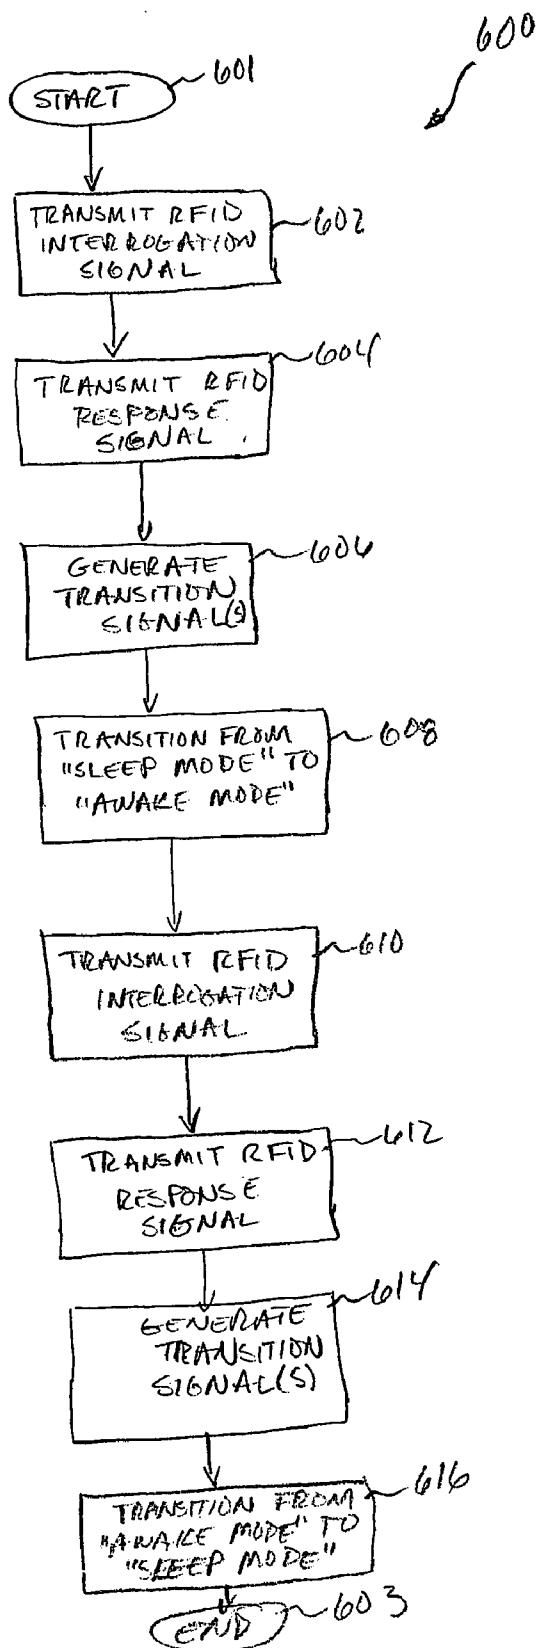 600
START
601
TRANSMIT RFID
INTERROGATION
SIGNAL
602
TRANSMIT RFID
RESPONSE
SIGNAL
604
GENERATE
TRANSITION
SIGNAL(S)
606
TRANSITION FROM
"SLEEP MODE" TO
"AWAKE MODE"
608
TRANSMIT RFID
INTERROGATION
SIGNAL
610
TRANSMIT RFID
RESPONSE
SIGNAL
612
GENERATE
TRANSITION
SIGNAL(S)
614
TRANSITION FROM
"AWAKE MODE" TO
"SLEEP MODE"
616
END
603